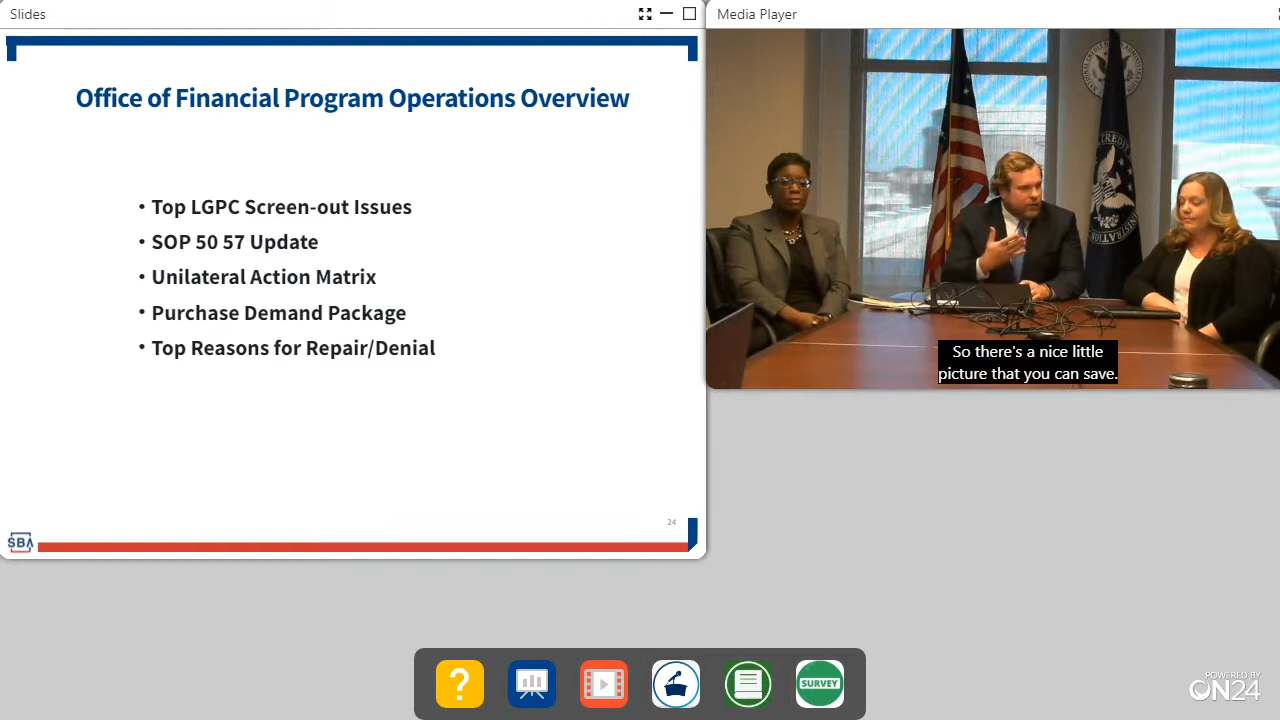 Slides
Media Player
Office of Financial Program Operations Overview
• Top LGPC Screen-out Issues
• SOP 50 57 Update
• Unilateral Action Matrix
• Purchase Demand Package
• Top Reasons for Repair/Denial
24
SBA
So there's a nice little
picture that you can save.
?
SURVEY
POWERED BY
ON24